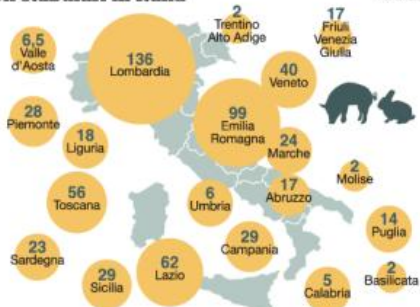 2
Trentino
Alto Adige
17
Friuli
Venezia
Giulia
6,5
Valle
d'Aosta
136
Lombardia
40
Veneto
28
Piemonte
99
Emilia
Romagna
18
Liguria
24
Marche
2
Molise
56
Toscana
6
Umbria
17
Abruzzo
14
Puglia
23
Sardegna
29
Sicilia
62
Lazio
29
Campania
5
Calabria
2
Basilicata